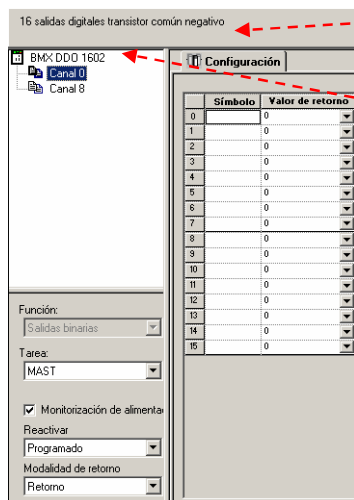 16 salidas digitales transistor común negativo
BMX DDO 1602
Canal 0
Canal 8
Configuración
Símbolo Valor de retorno
0 0
1 0
2 0
3 0
4 0
5 0
6 0
7 0
8 0
9 0
10 0
11 0
12 0
13 0
14 0
15 0
Función:
Salidas binarias
Tarea:
MAST
Monitorización de alimenta
Reactivar
Programado
Modalidad de retorno
Retorno